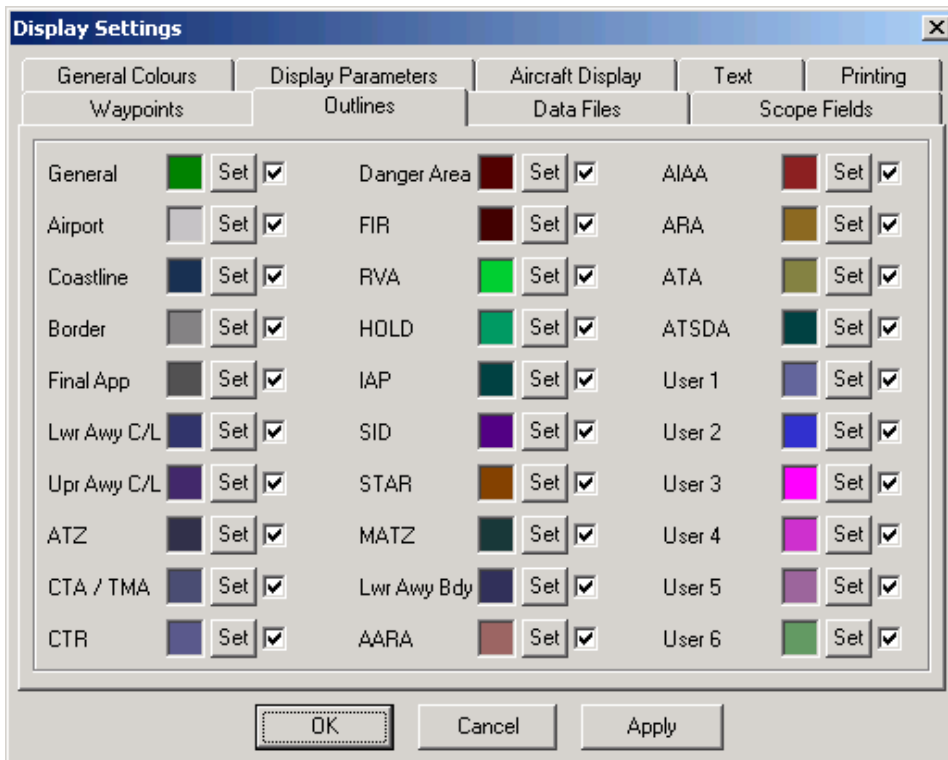 Display Settings
General Colours Display Parameters Aircraft Display Text Printing
Waypoints Outlines Data Files Scope Fields
General Set Danger Area Set AIAA Set
Airport Set FIR Set ARA Set
Coastline Set RVA Set ATA Set
Border Set HOLD Set ATSDA Set
Final App Set IAP Set User 1 Set
Lwr Awy C/L Set SID Set User 2 Set
Upr Awy C/L Set STAR Set User 3 Set
ATZ Set MATZ Set User 4 Set
CTA / TMA Set Lwr Awy Bdy Set User 5 Set
CTR Set AARA Set User 6 Set
OK Cancel Apply